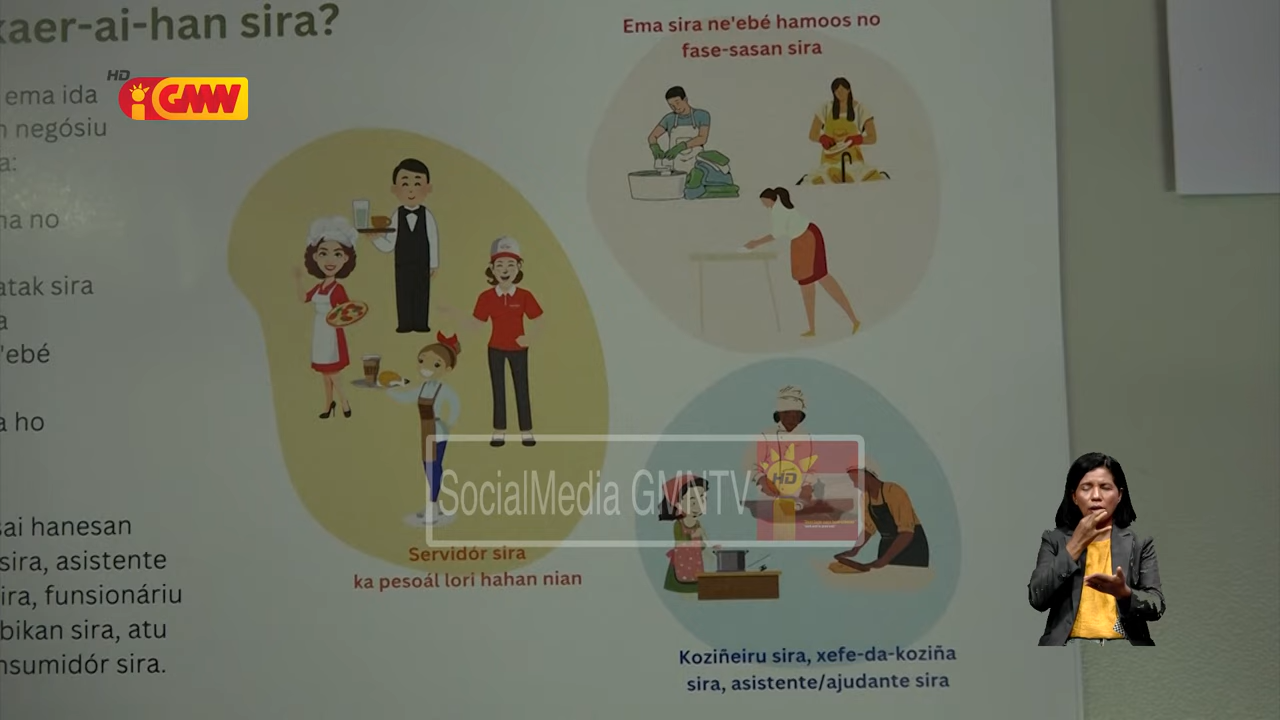 kaer-ai-han sira?
HD
GMN
ema ida
negósiu
a:
na no
atak sira
a
'ebé
a ho
sai hanesan
sira, asistente
ira, funsionáriu
bikan sira, atu
nsumidór sira.
Ema sira ne'ebé hamoos no
fase-sasan sira
Servidór sira
ka pesoál lori hahan nian
SocialMedia GMNTV
HD
Koziñeiru sira, xefe-da-koziña
sira, asistente/ajudante sira